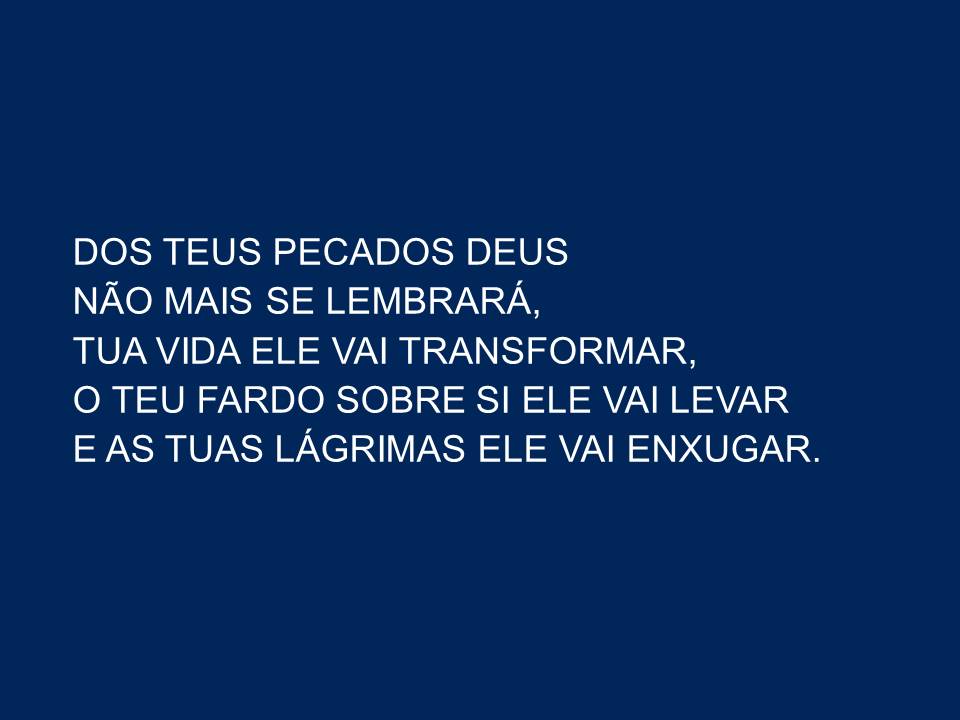 DOS TEUS PECADOS DEUS
NÃO MAIS SE LEMBRARÁ,
TUA VIDA ELE VAI TRANSFORMAR,
O TEU FARDO SOBRE SI ELE VAI LEVAR
E AS TUAS LÁGRIMAS ELE VAI ENXUGAR.